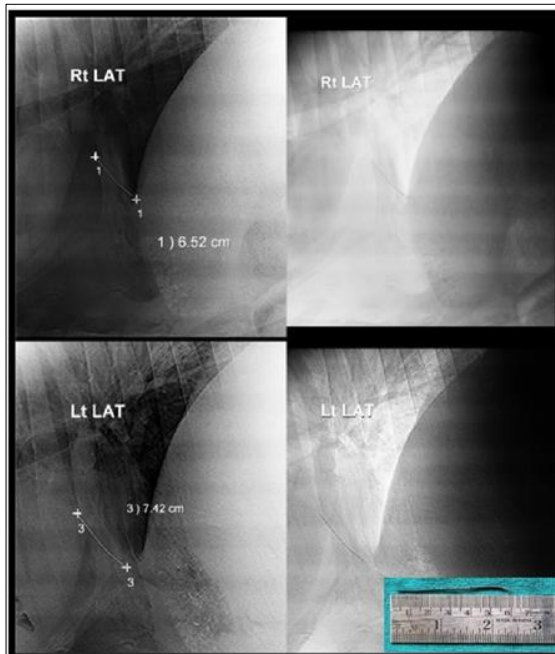 Rt LAT
Rt LAT
1
1
1 ) 6.52 cm
Lt LAT
Lt LAT
3 ) 7.42 cm
3
3
1 2 3